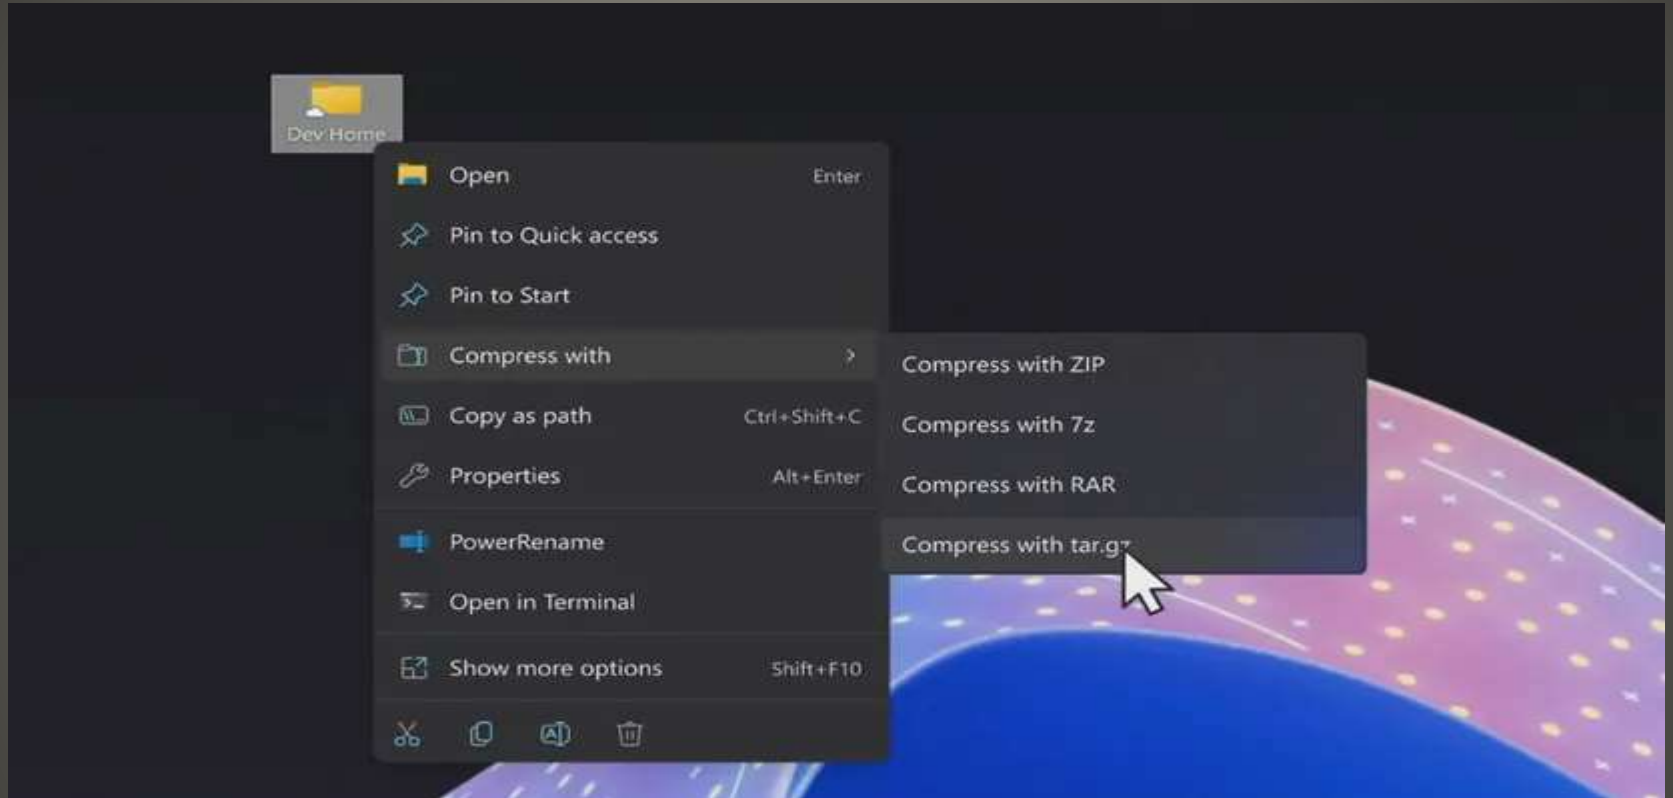 Dev Home
Open Enter
Pin to Quick access
Pin to Start
Compress with
Copy as path Ctrl+Shift+C
Properties Alt+Enter
PowerRename
Open in Terminal
Show more options Shift+F10
Compress with ZIP
Compress with 7z
Compress with RAR
Compress with tar.gz